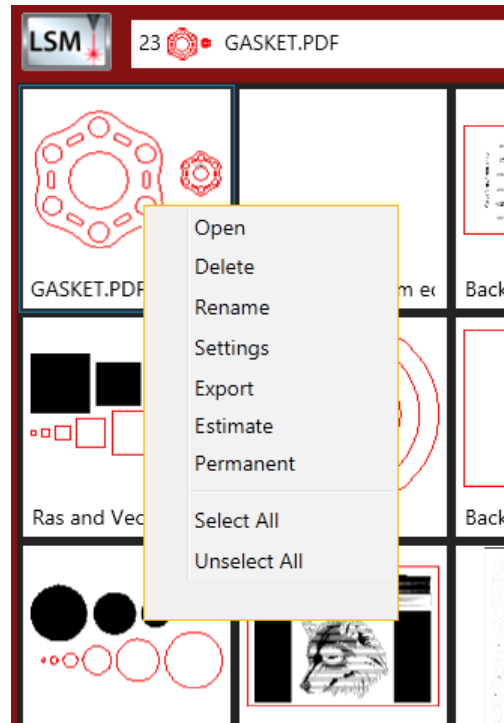 LSM
23 GASKET.PDF
GASKET.PDF
m ec
Back
Open
Delete
Rename
Settings
Export
Estimate
Permanent
Select All
Unselect All
Ras and Vec
Back